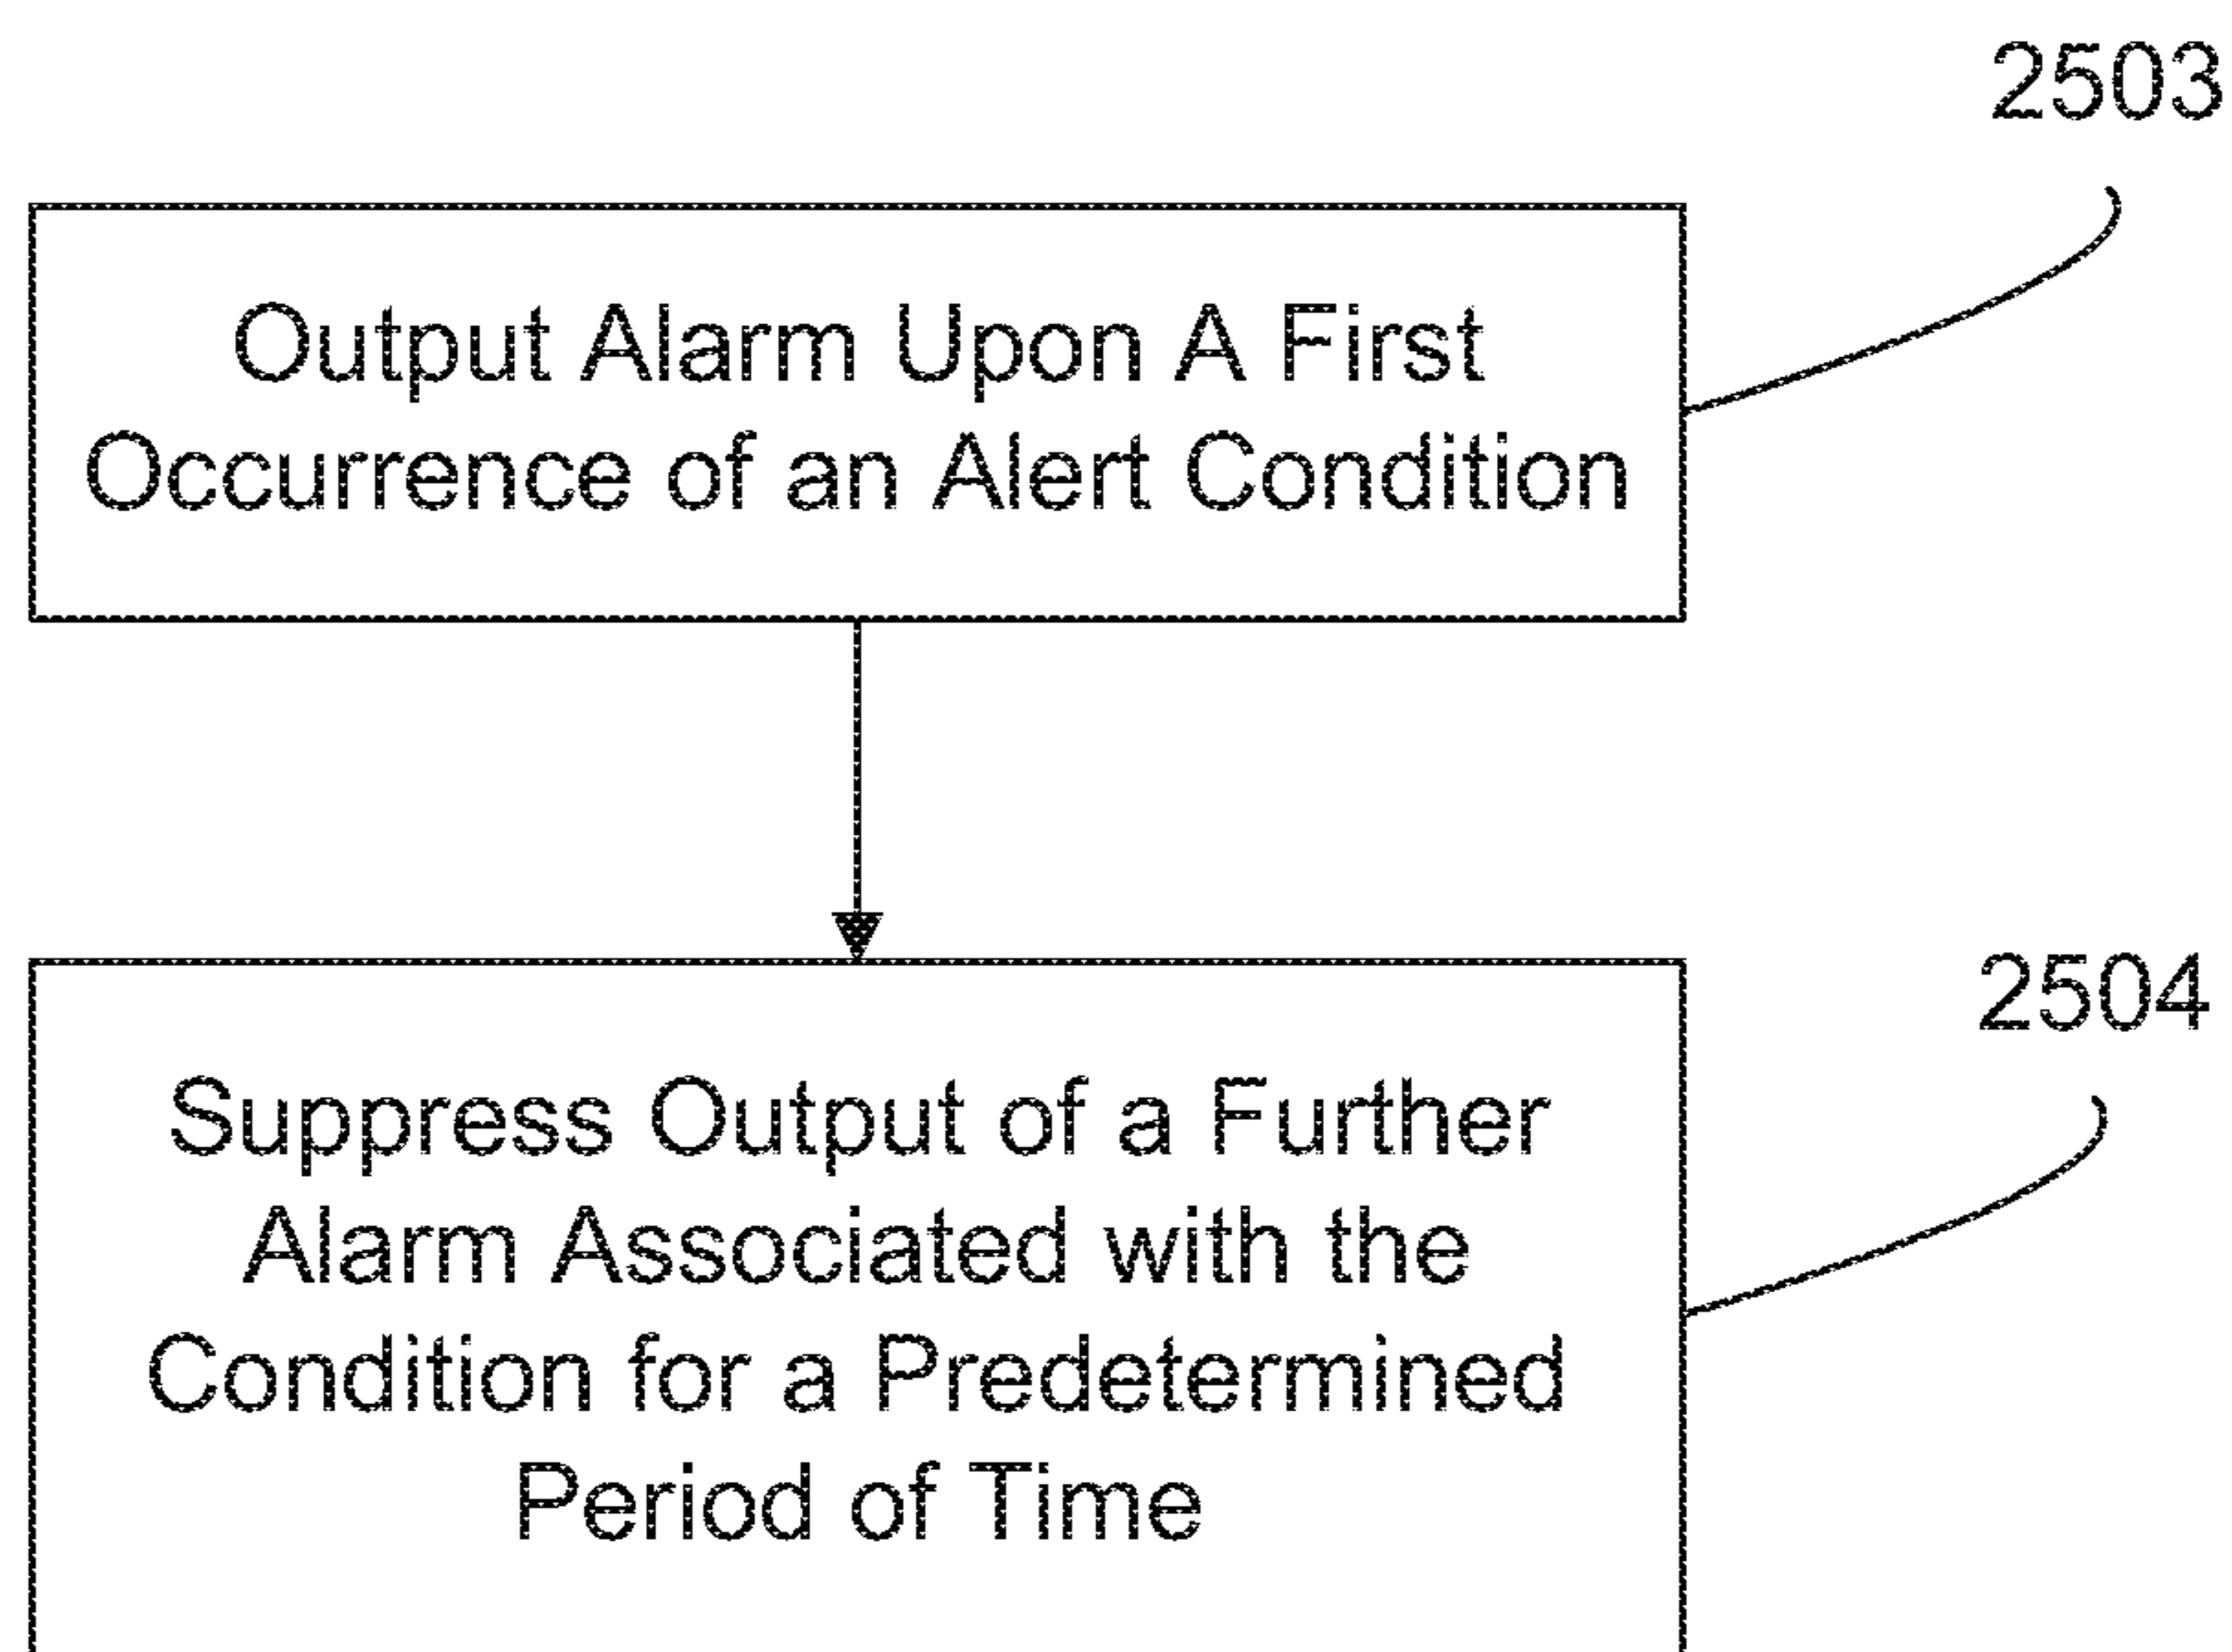 2503
Output Alarm Upon A First
Occurrence of an Alert Condition
2504
Suppress Output of a Further
Alarm Associated with the
Condition for a Predetermined
Period of Time